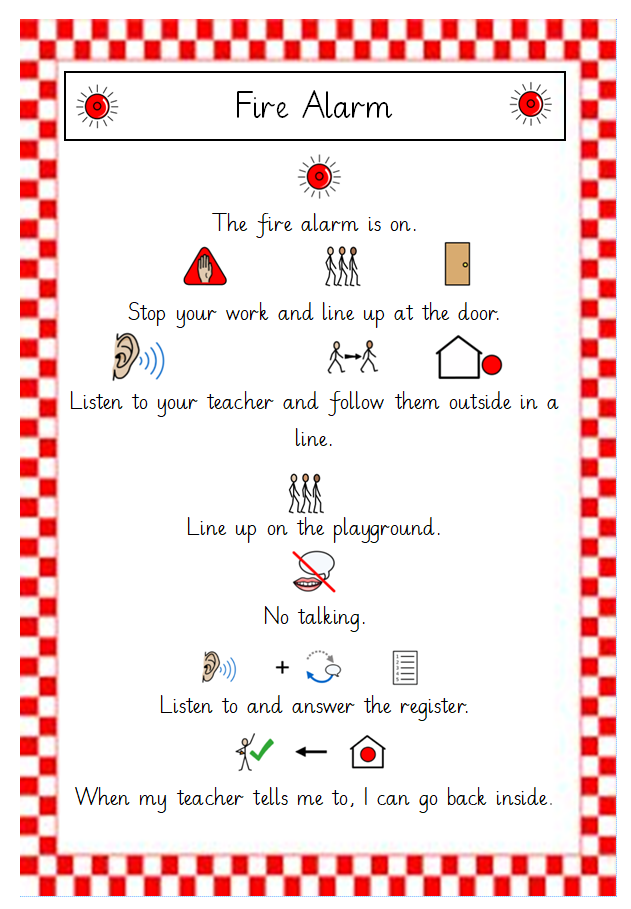 Fire Alarm
The fire alarm is on.
Stop your work and line up at the door.
Listen to your teacher and follow them outside in a
line.
Line up on the playground.
No talking.
+
Listen to and answer the register.
When my teacher tells me to, I can go back inside.